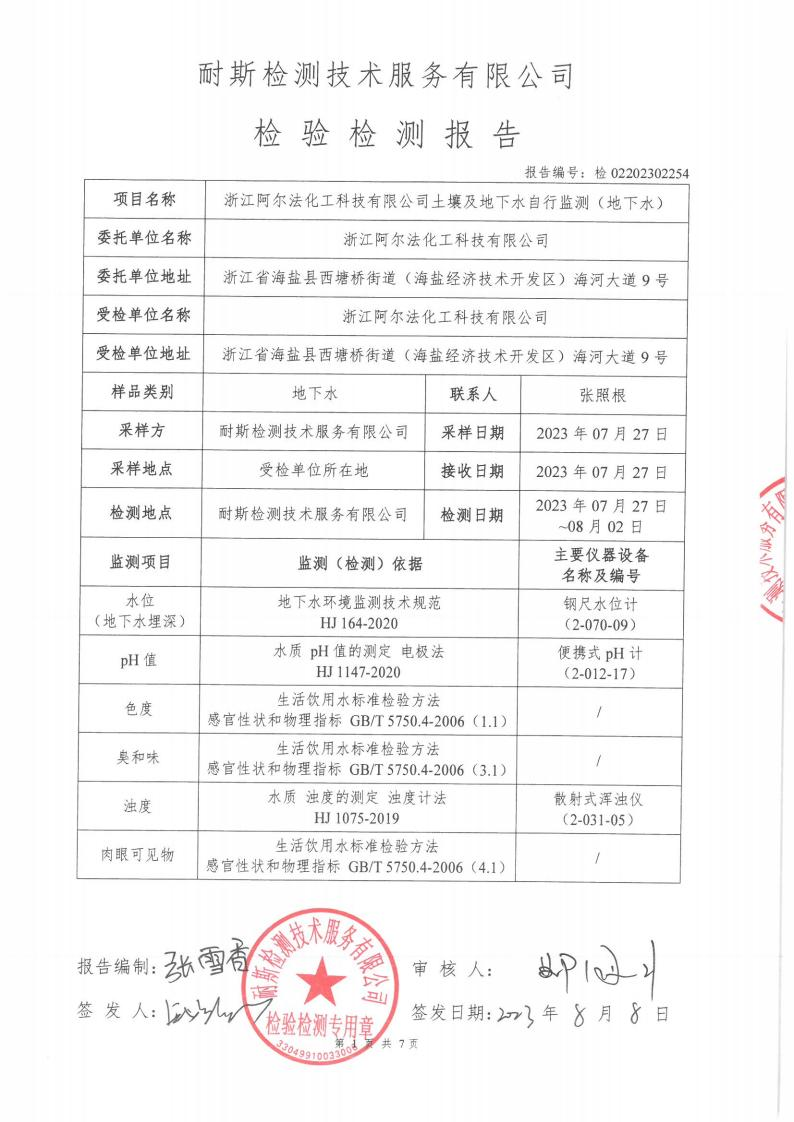 耐斯检测技术服务有限公司
检验检测报告
报告编号：检 02202302254
项目名称 浙江阿尔法化工科技有限公司土壤及地下水自行监测（地下水）
委托单位名称 浙江阿尔法化工科技有限公司
委托单位地址 浙江省海盐县西塘桥街道（海盐经济技术开发区）海河大道 9 号
受检单位名称 浙江阿尔法化工科技有限公司
受检单位地址 浙江省海盐县西塘桥街道（海盐经济技术开发区）海河大道 9 号
样品类别 地下水 联系人 张照根
采样方 耐斯检测技术服务有限公司 采样日期 2023 年 07 月 27 日
采样地点 受检单位所在地 接收日期 2023 年 07 月 27 日
检测地点 耐斯检测技术服务有限公司 检测日期 2023 年 07 月 27 日
~08 月 02 日
监测项目 监测（检测）依据 主要仪器设备
名称及编号
水位 地下水环境监测技术规范 钢尺水位计
（地下水埋深） HJ 164-2020 （2-070-09）
pH 值 水质 pH 值的测定 电极法 便携式 pH 计
HJ 1147-2020 （2-012-17）
色度 生活饮用水标准检验方法 /
感官性状和物理指标 GB/T 5750.4-2006（1.1）
臭和味 生活饮用水标准检验方法 /
感官性状和物理指标 GB/T 5750.4-2006（3.1）
浊度 水质 浊度的测定 浊度计法 散射式浑浊仪
HJ 1075-2019 （2-031-05）
肉眼可见物 生活饮用水标准检验方法 /
感官性状和物理指标 GB/T 5750.4-2006（4.1）
报告编制：张雪香 审 核 人：
签 发 人： 签发日期：2023 年 8 月 8 日
耐斯检测技术服务有限公司
检验检测专用章
第 1 页 共 7 页